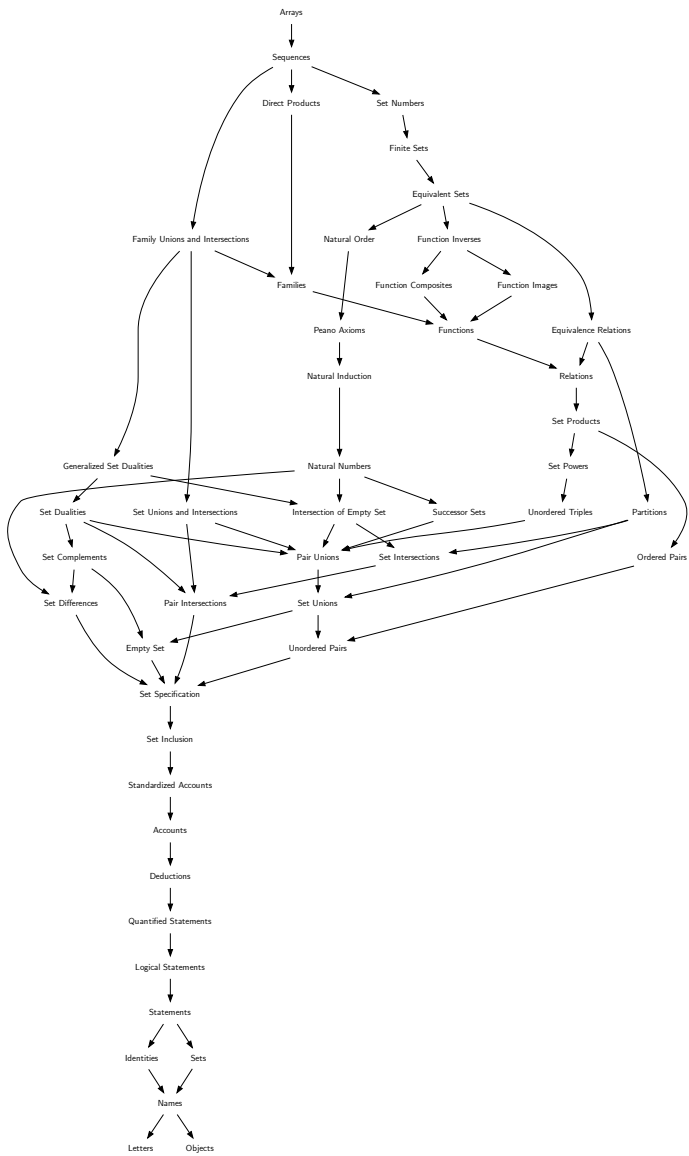 Arrays
Sequences
Direct Products
Set Numbers
Finite Sets
Equivalent Sets
Family Unions and Intersections
Natural Order
Function Inverses
Families
Function Composites
Function Images
Peano Axioms
Functions
Equivalence Relations
Natural Induction
Relations
Set Products
Generalized Set Dualities
Natural Numbers
Set Powers
Set Dualities
Set Unions and Intersections
Intersection of Empty Set
Successor Sets
Unordered Triples
Partitions
Set Complements
Pair Unions
Set Intersections
Ordered Pairs
Set Differences
Pair Intersections
Set Unions
Empty Set
Unordered Pairs
Set Specification
Set Inclusion
Standardized Accounts
Accounts
Deductions
Quantified Statements
Logical Statements
Statements
Identities
Sets
Names
Letters
Objects